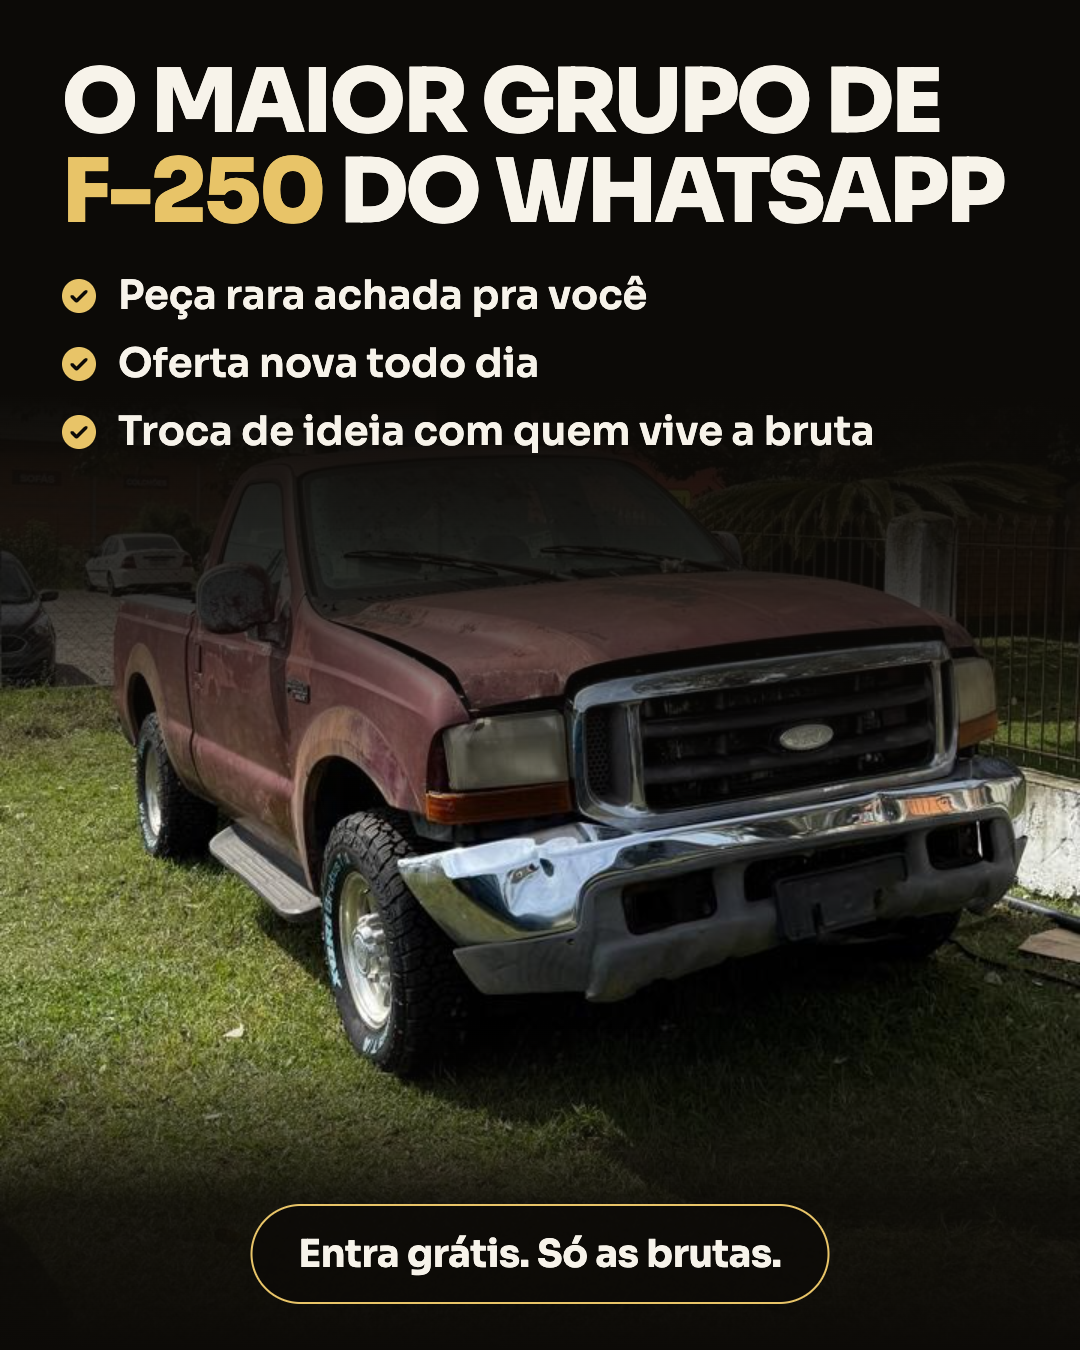 O MAIOR GRUPO DE
F-250 DO WHATSAPP
Peça rara achada pra você
Oferta nova todo dia
Troca de ideia com quem vive a bruta
Entra grátis. Só as brutas.